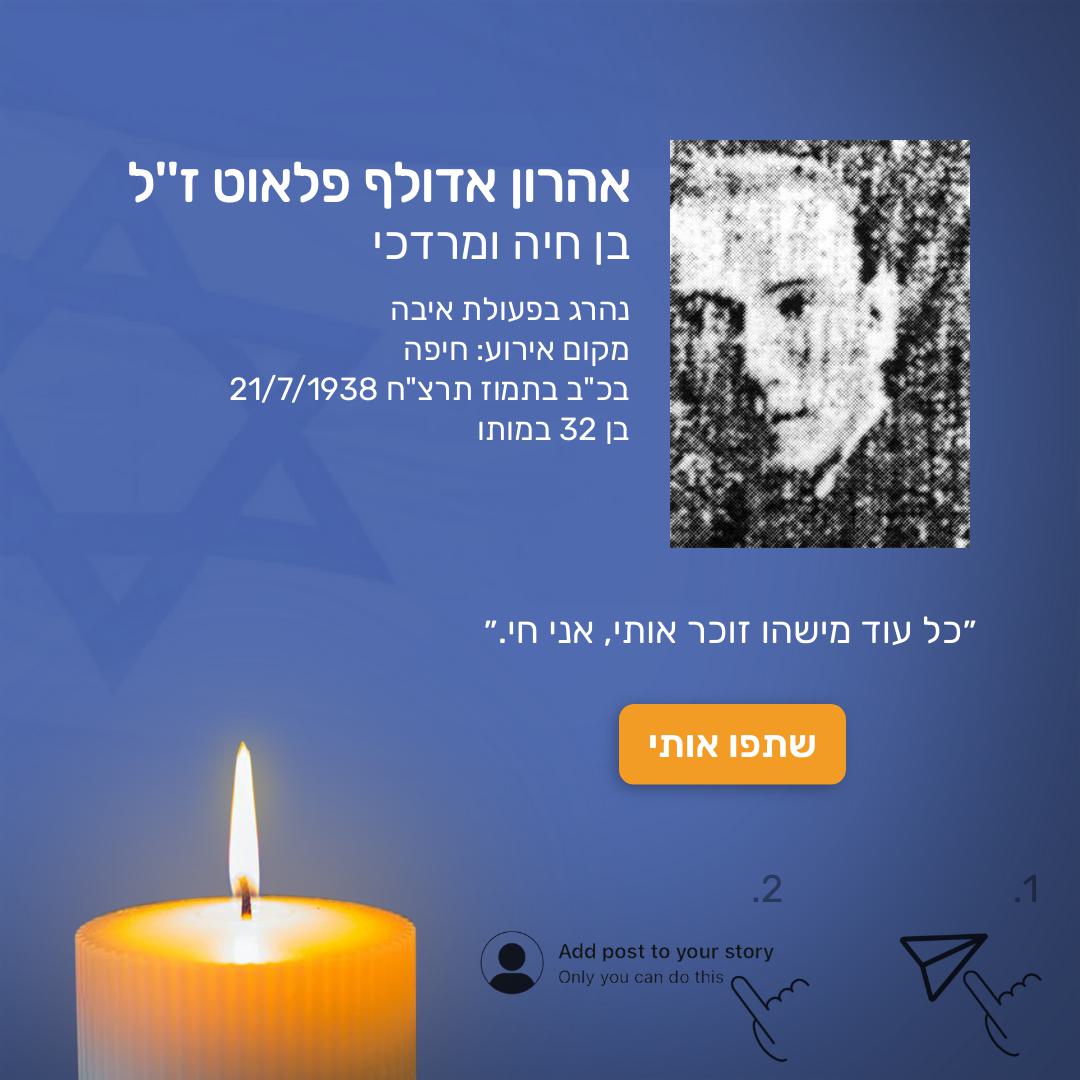 אהרון אדולף פלאוט ז"ל
בן חיה ומרדכי
נהרג בפעולת איבה
מקום אירוע: חיפה
בכ"ב בתמוז תרצ"ח 21/7/1938
בן 32 במותו
״כל עוד מישהו זוכר אותי, אני חי.״
שתפו אותי
1.
2.
Add post to your story
Only you can do this